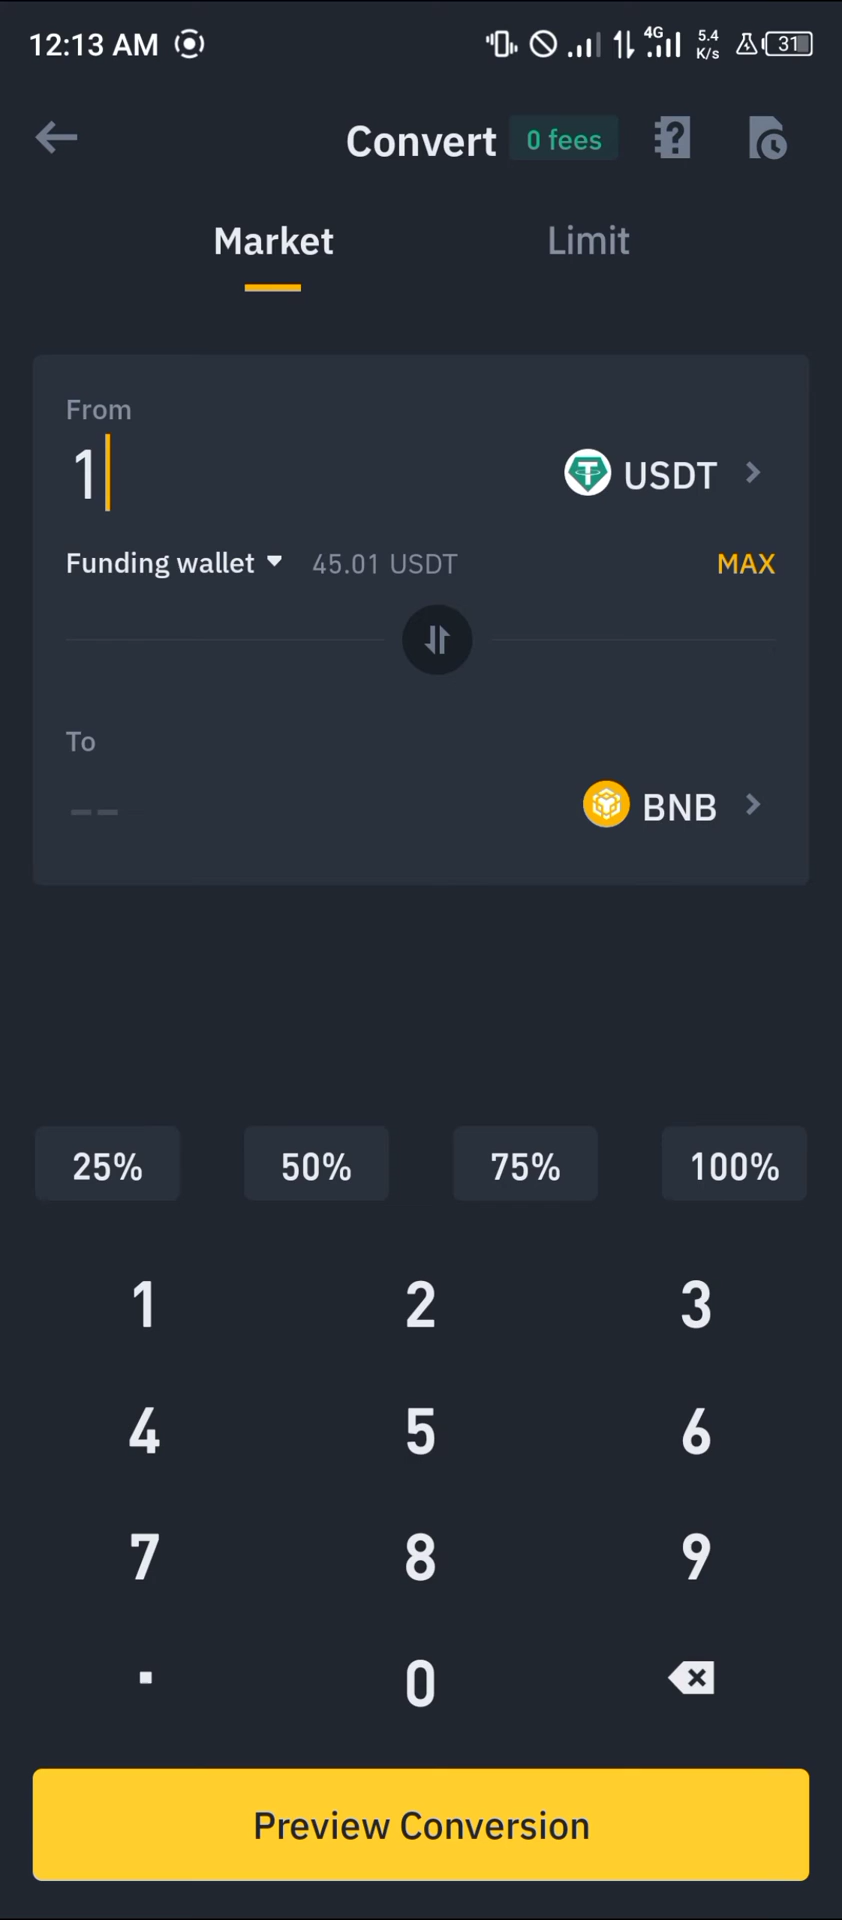 12:13 AM 4G 5.4 K/s 31
Convert 0 fees
Market Limit
From
1 USDT
Funding wallet 45.01 USDT MAX
To
-- BNB
25% 50% 75% 100%
1 2 3
4 5 6
7 8 9
. 0
Preview Conversion